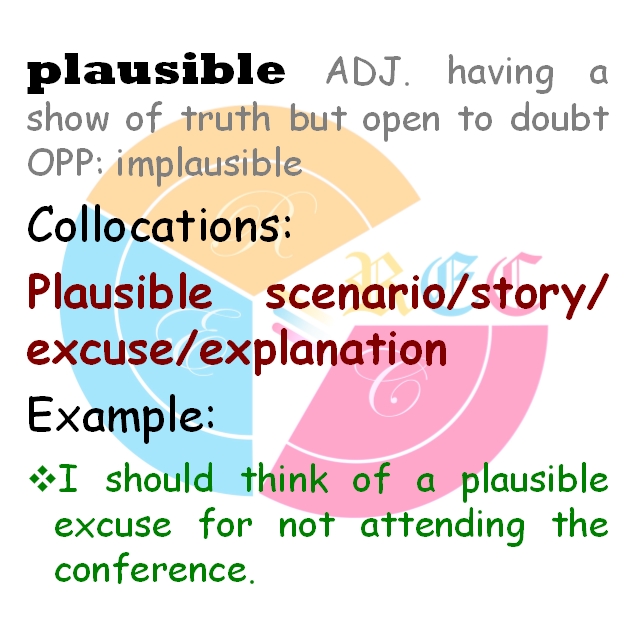 plausible ADJ. having a
show of truth but open to doubt
OPP: implausible
Collocations:
Plausible scenario/story/
excuse/explanation
Example:
❖I should think of a plausible
excuse for not attending the
conference.
R E C
R
E
C